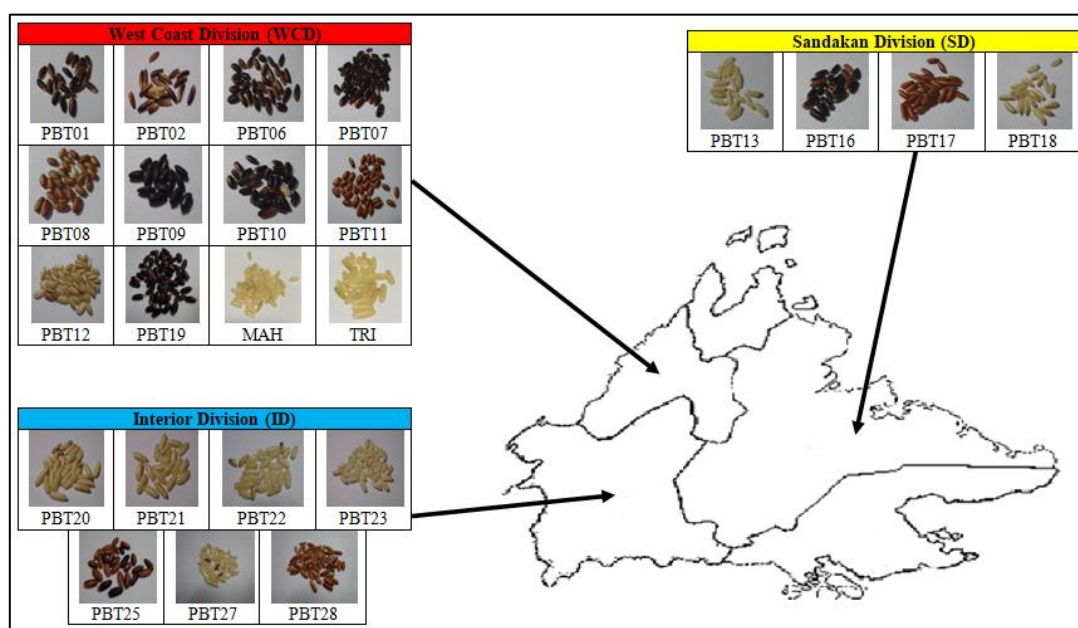 West Coast Division (WCD)
PBT01 PBT02 PBT06 PBT07
PBT08 PBT09 PBT10 PBT11
PBT12 PBT19 MAH TRI
Sandakan Division (SD)
PBT13 PBT16 PBT17 PBT18
Interior Division (ID)
PBT20 PBT21 PBT22 PBT23
PBT25 PBT27 PBT28